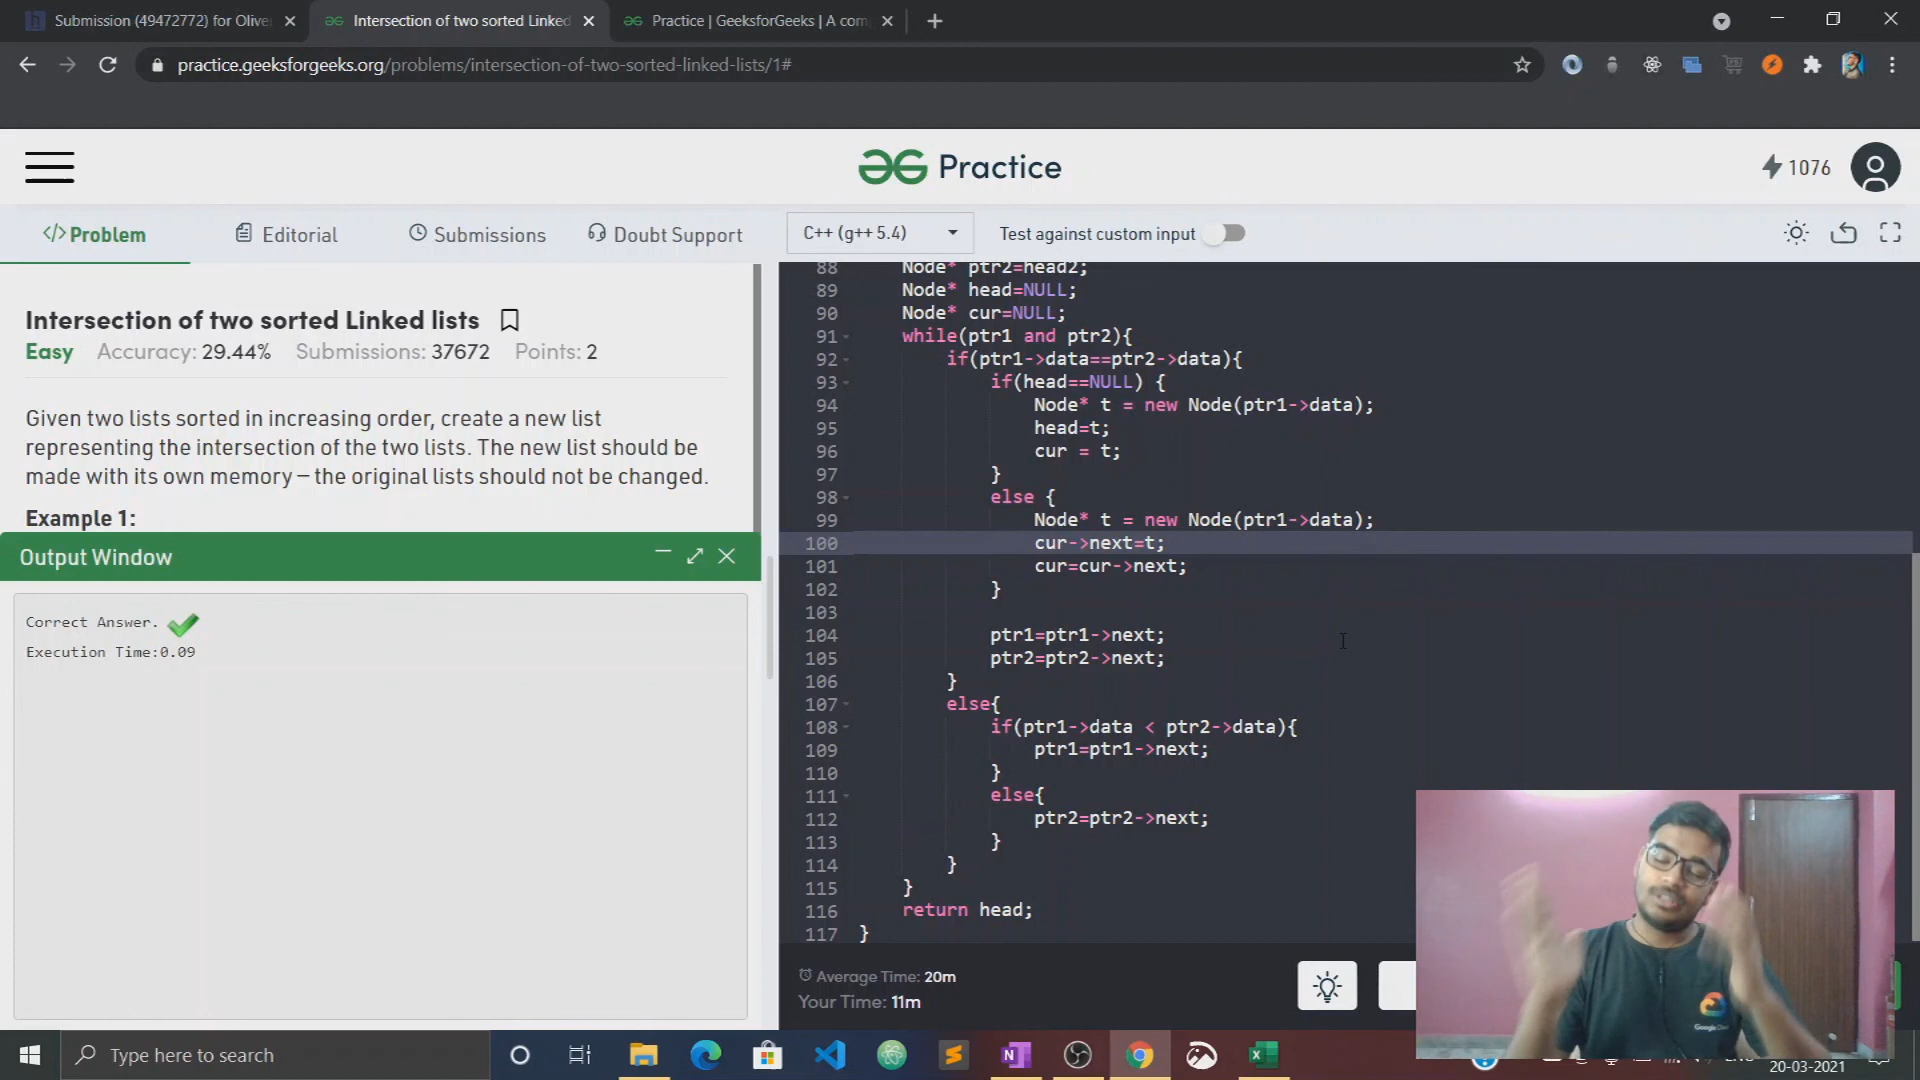 Submission (49472772) for Olive
Intersection of two sorted Linked
Practice | GeeksforGeeks | A com
practice.geeksforgeeks.org/problems/intersection-of-two-sorted-linked-lists/1#
Practice
1076
</> Problem
Editorial
Submissions
Doubt Support
C++ (g++ 5.4)
Test against custom input
Intersection of two sorted Linked lists
Easy Accuracy: 29.44% Submissions: 37672 Points: 2
Given two lists sorted in increasing order, create a new list
representing the intersection of the two lists. The new list should be
made with its own memory — the original lists should not be changed.
Example 1:
Output Window
Correct Answer.
Execution Time:0.09
88 Node* ptr2=head2;
89 Node* head=NULL;
90 Node* cur=NULL;
91 while(ptr1 and ptr2){
92 if(ptr1->data==ptr2->data){
93 if(head==NULL) {
94 Node* t = new Node(ptr1->data);
95 head=t;
96 cur = t;
97 }
98 else {
99 Node* t = new Node(ptr1->data);
100 cur->next=t;
101 cur=cur->next;
102 }
103
104 ptr1=ptr1->next;
105 ptr2=ptr2->next;
106 }
107 else{
108 if(ptr1->data < ptr2->data){
109 ptr1=ptr1->next;
110 }
111 else{
112 ptr2=ptr2->next;
113 }
114 }
115 }
116 return head;
117 }
Average Time: 20m
Your Time: 11m
Type here to search
20-03-2021